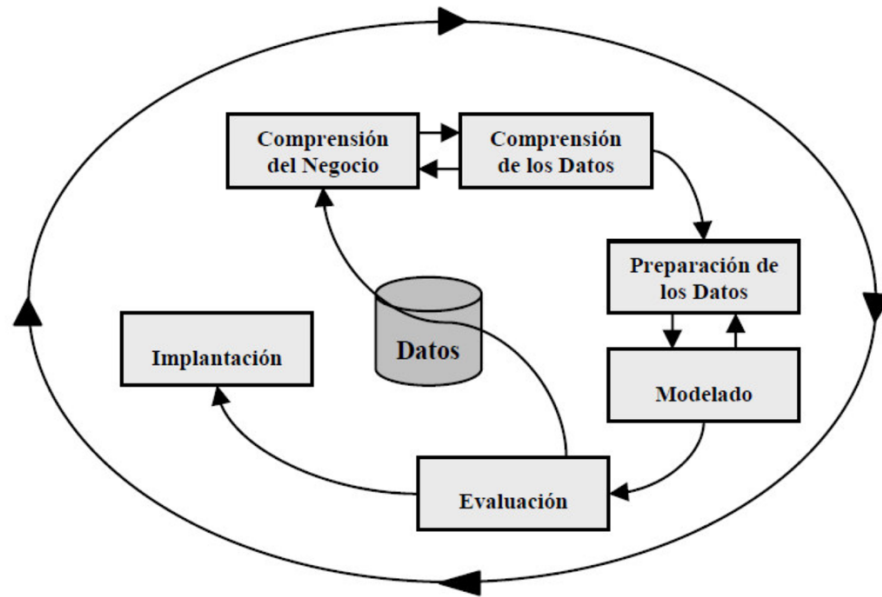 Comprensión
del Negocio
Comprensión
de los Datos
Preparación de
los Datos
Datos
Implantación
Modelado
Evaluación